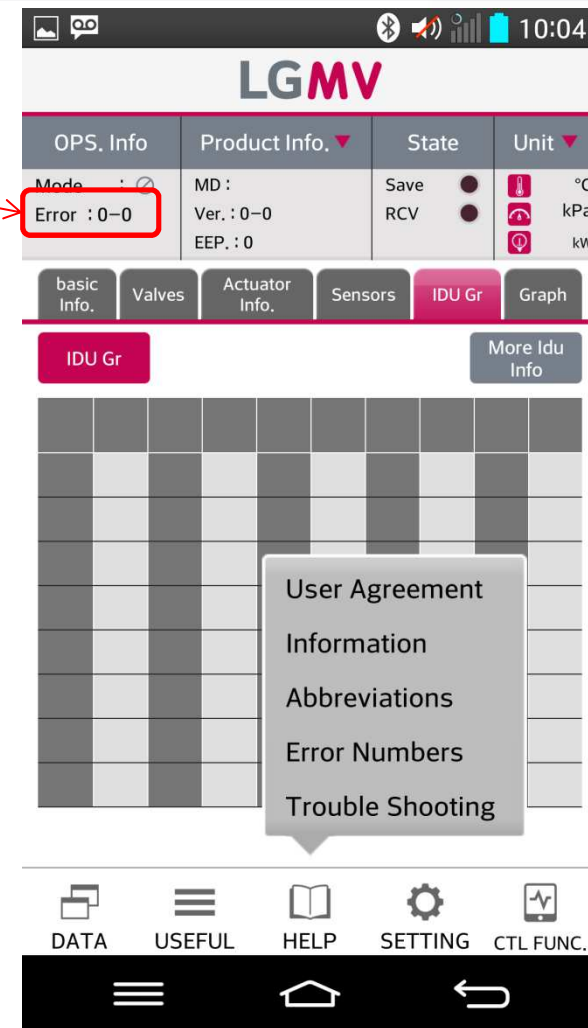 10:04
LGMV
OPS. Info Product Info. State Unit
Mode : MD : Save °C
Error : 0-0 Ver. : 0-0 RCV kPa
EEP. : 0 kW
basic Info. Valves Actuator Info. Sensors IDU Gr Graph
IDU Gr More Idu Info
User Agreement
Information
Abbreviations
Error Numbers
Trouble Shooting
DATA USEFUL HELP SETTING CTL FUNC.